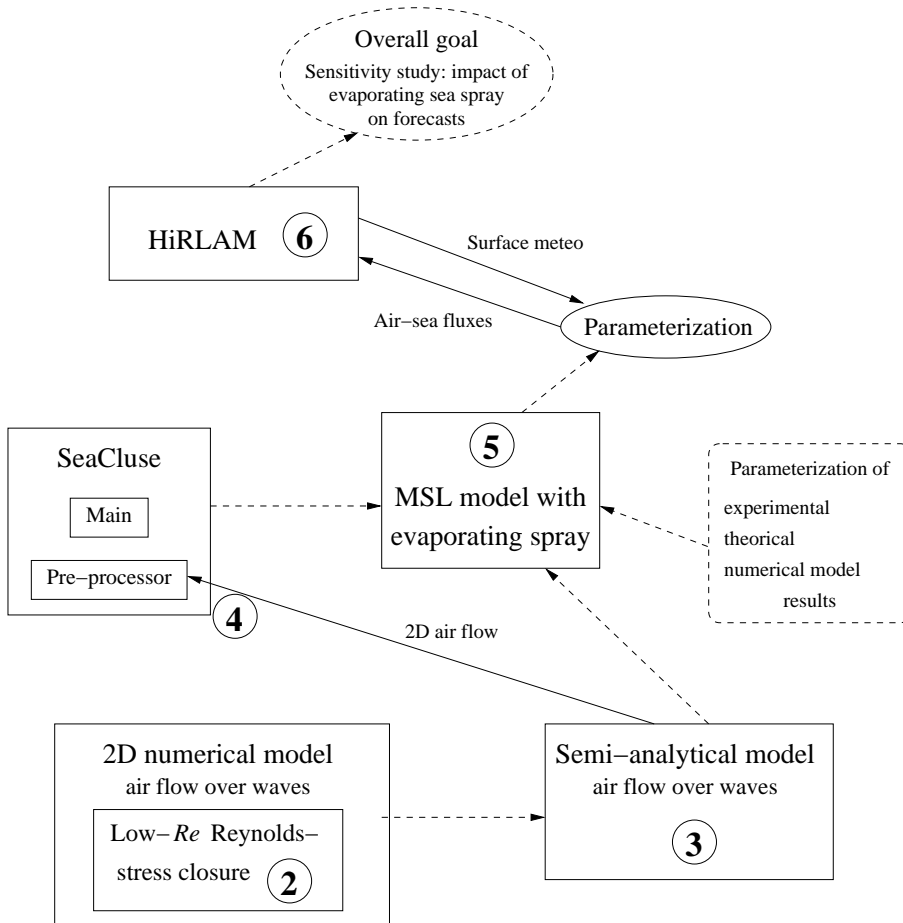 Overall goal
Sensitivity study: impact of
evaporating sea spray
on forecasts
HiRLAM 6
Surface meteo
Air−sea fluxes
Parameterization
5
MSL model with
evaporating spray
SeaCluse
Main
Pre−processor
4
Parameterization of
experimental
theorical
numerical model
results
2D air flow
2D numerical model
air flow over waves
Low−Re Reynolds−
stress closure 2
Semi−analytical model
air flow over waves
3